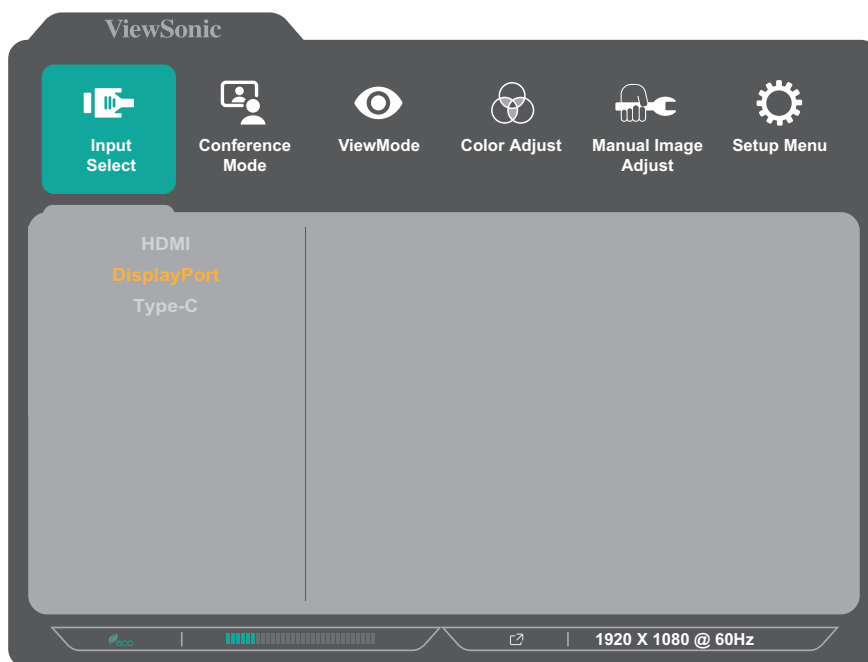 ViewSonic
Input
Select
Conference
Mode
ViewMode
Color Adjust
Manual Image
Adjust
Setup Menu
HDMI
DisplayPort
Type-C
eco
1920 X 1080 @ 60Hz